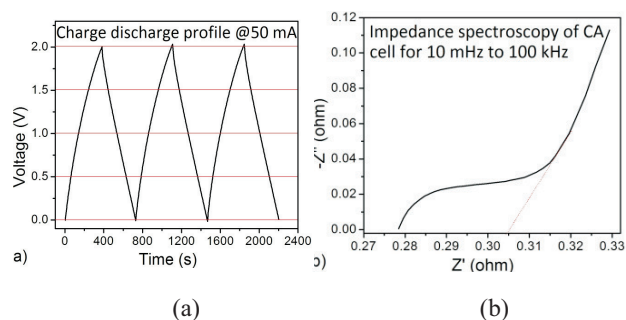 Charge discharge profile @50 mA
2.0
1.5
1.0
0.5
0.0
Voltage (V)
0 400 800 1200 1600 2000 2400
Time (s)
a)
(a)
Impedance spectroscopy of CA
cell for 10 mHz to 100 kHz
0.12
0.10
0.08
0.06
0.04
0.02
0.00
-Z" (ohm)
0.27 0.28 0.29 0.30 0.31 0.32 0.33
Z' (ohm)
(b)